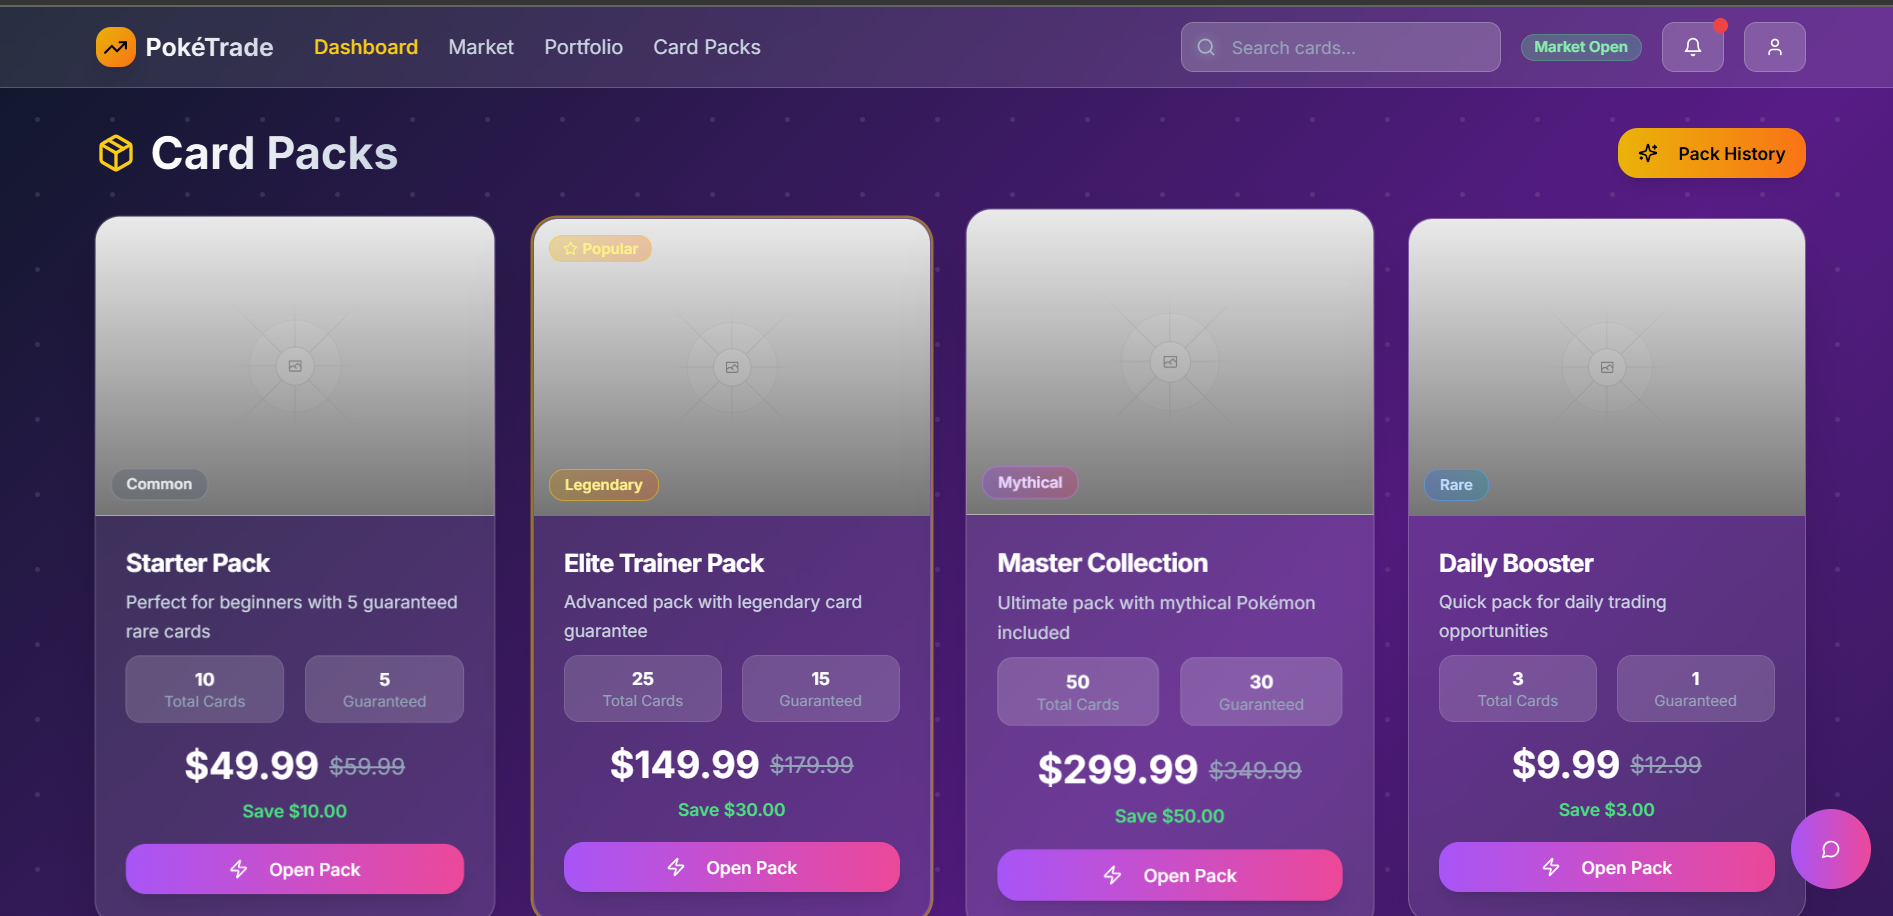 PokéTrade
Dashboard
Market
Portfolio
Card Packs
Search cards...
Market Open
Card Packs
Pack History
Common
Starter Pack
Perfect for beginners with 5 guaranteed
rare cards
10
Total Cards
5
Guaranteed
$49.99 $59.99
Save $10.00
Open Pack
Popular
Legendary
Elite Trainer Pack
Advanced pack with legendary card
guarantee
25
Total Cards
15
Guaranteed
$149.99 $179.99
Save $30.00
Open Pack
Mythical
Master Collection
Ultimate pack with mythical Pokémon
included
50
Total Cards
30
Guaranteed
$299.99 $349.99
Save $50.00
Open Pack
Rare
Daily Booster
Quick pack for daily trading
opportunities
3
Total Cards
1
Guaranteed
$9.99 $12.99
Save $3.00
Open Pack